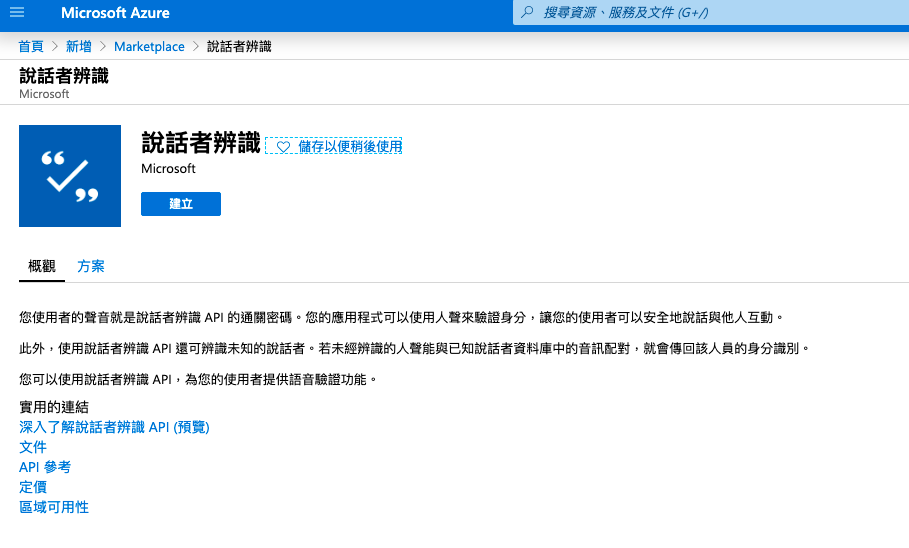 Microsoft Azure
搜尋資源、服務及文件 (G+/)
首頁 > 新增 > Marketplace > 說話者辨識
說話者辨識
Microsoft
說話者辨識 儲存以便稍後使用
Microsoft
建立
概觀 方案
您使用者的聲音就是說話者辨識 API 的通關密碼。您的應用程式可以使用人聲來驗證身分，讓您的使用者可以安全地說話與他人互動。
此外，使用說話者辨識 API 還可辨識未知的說話者。若未經辨識的人聲能與已知說話者資料庫中的音訊配對，就會傳回該人員的身分識別。
您可以使用說話者辨識 API，為您的使用者提供語音驗證功能。
實用的連結
深入了解說話者辨識 API (預覽)
文件
API 參考
定價
區域可用性